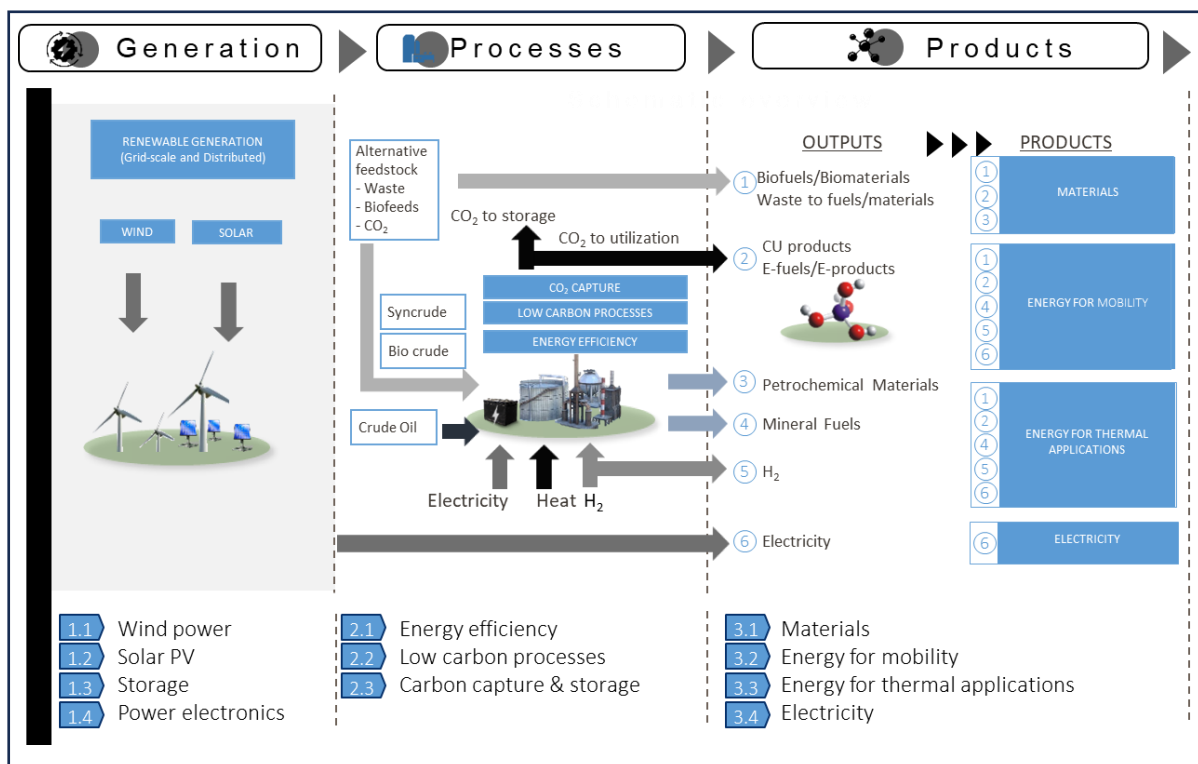 Generation
Processes
Products
RENEWABLE GENERATION
(Grid-scale and Distributed)
WIND
SOLAR
Alternative
feedstock
- Waste
- Biofeeds
- CO₂
CO₂ to storage
CO₂ to utilization
CO₂ CAPTURE
LOW CARBON PROCESSES
ENERGY EFFICIENCY
Syncrude
Bio crude
Crude Oil
Electricity
Heat
H₂
OUTPUTS
1 Biofuels/Biomaterials
Waste to fuels/materials
2 CU products
E-fuels/E-products
3 Petrochemical Materials
4 Mineral Fuels
5 H₂
6 Electricity
PRODUCTS
1
2
3
MATERIALS
1
2
4
5
6
ENERGY FOR MOBILITY
1
2
4
5
6
ENERGY FOR THERMAL
APPLICATIONS
6
ELECTRICITY
1.1 Wind power
1.2 Solar PV
1.3 Storage
1.4 Power electronics
2.1 Energy efficiency
2.2 Low carbon processes
2.3 Carbon capture & storage
3.1 Materials
3.2 Energy for mobility
3.3 Energy for thermal applications
3.4 Electricity